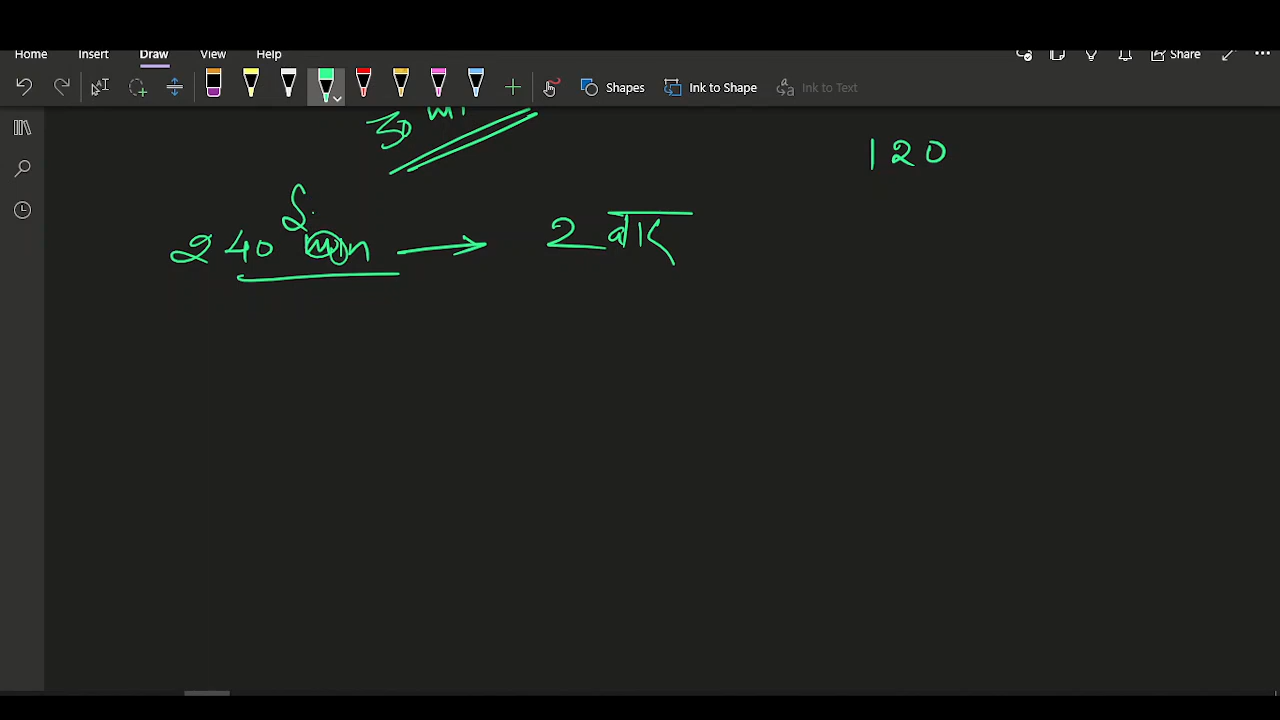 Home Insert Draw View Help Share
Ink to Shape Shapes Ink to Text
30 mi
120
240 min → 2 बार